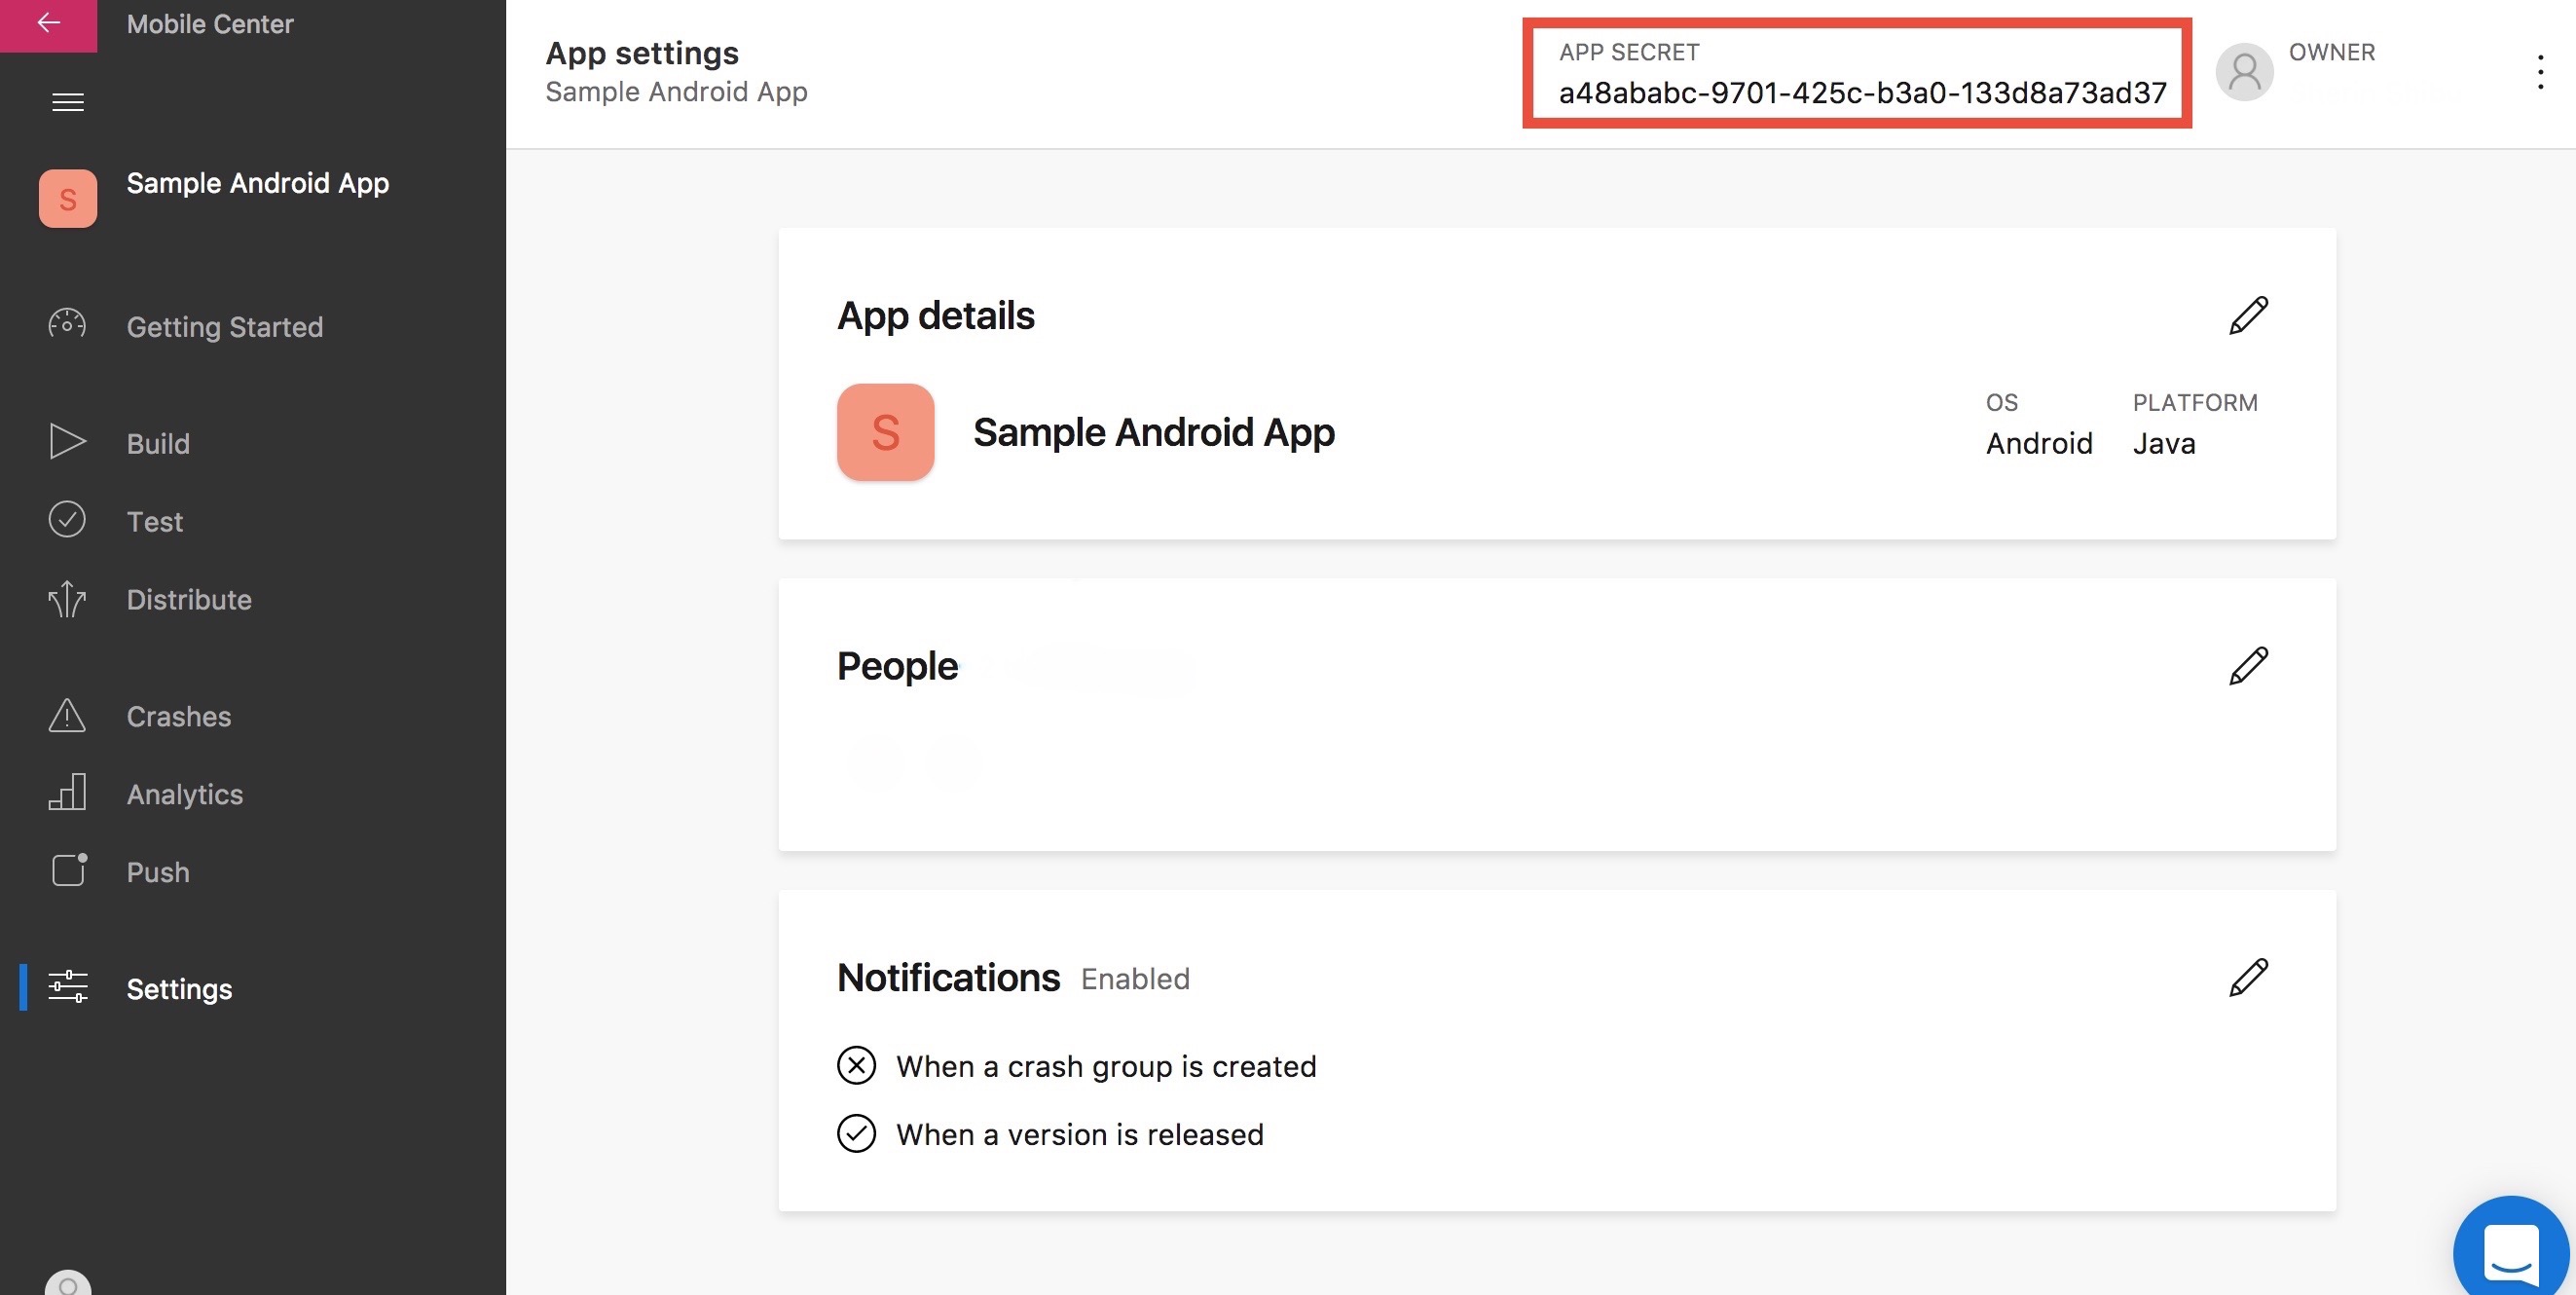 Mobile Center
App settings
Sample Android App
APP SECRET
a48ababc-9701-425c-b3a0-133d8a73ad37
OWNER
S
Sample Android App
Getting Started
Build
Test
Distribute
Crashes
Analytics
Push
Settings
App details
S
Sample Android App
OS
Android
PLATFORM
Java
People
Notifications Enabled
When a crash group is created
When a version is released